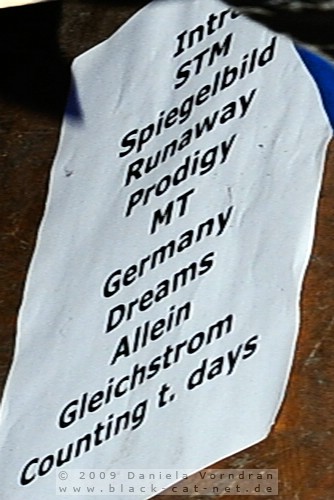 Intro
STM
Spiegelbild
Runaway
Prodigy
MT
Germany
Dreams
Allein
Gleichstrom
Counting t. days
© 2009 Daniela Vorndran
www.black-cat-net.de